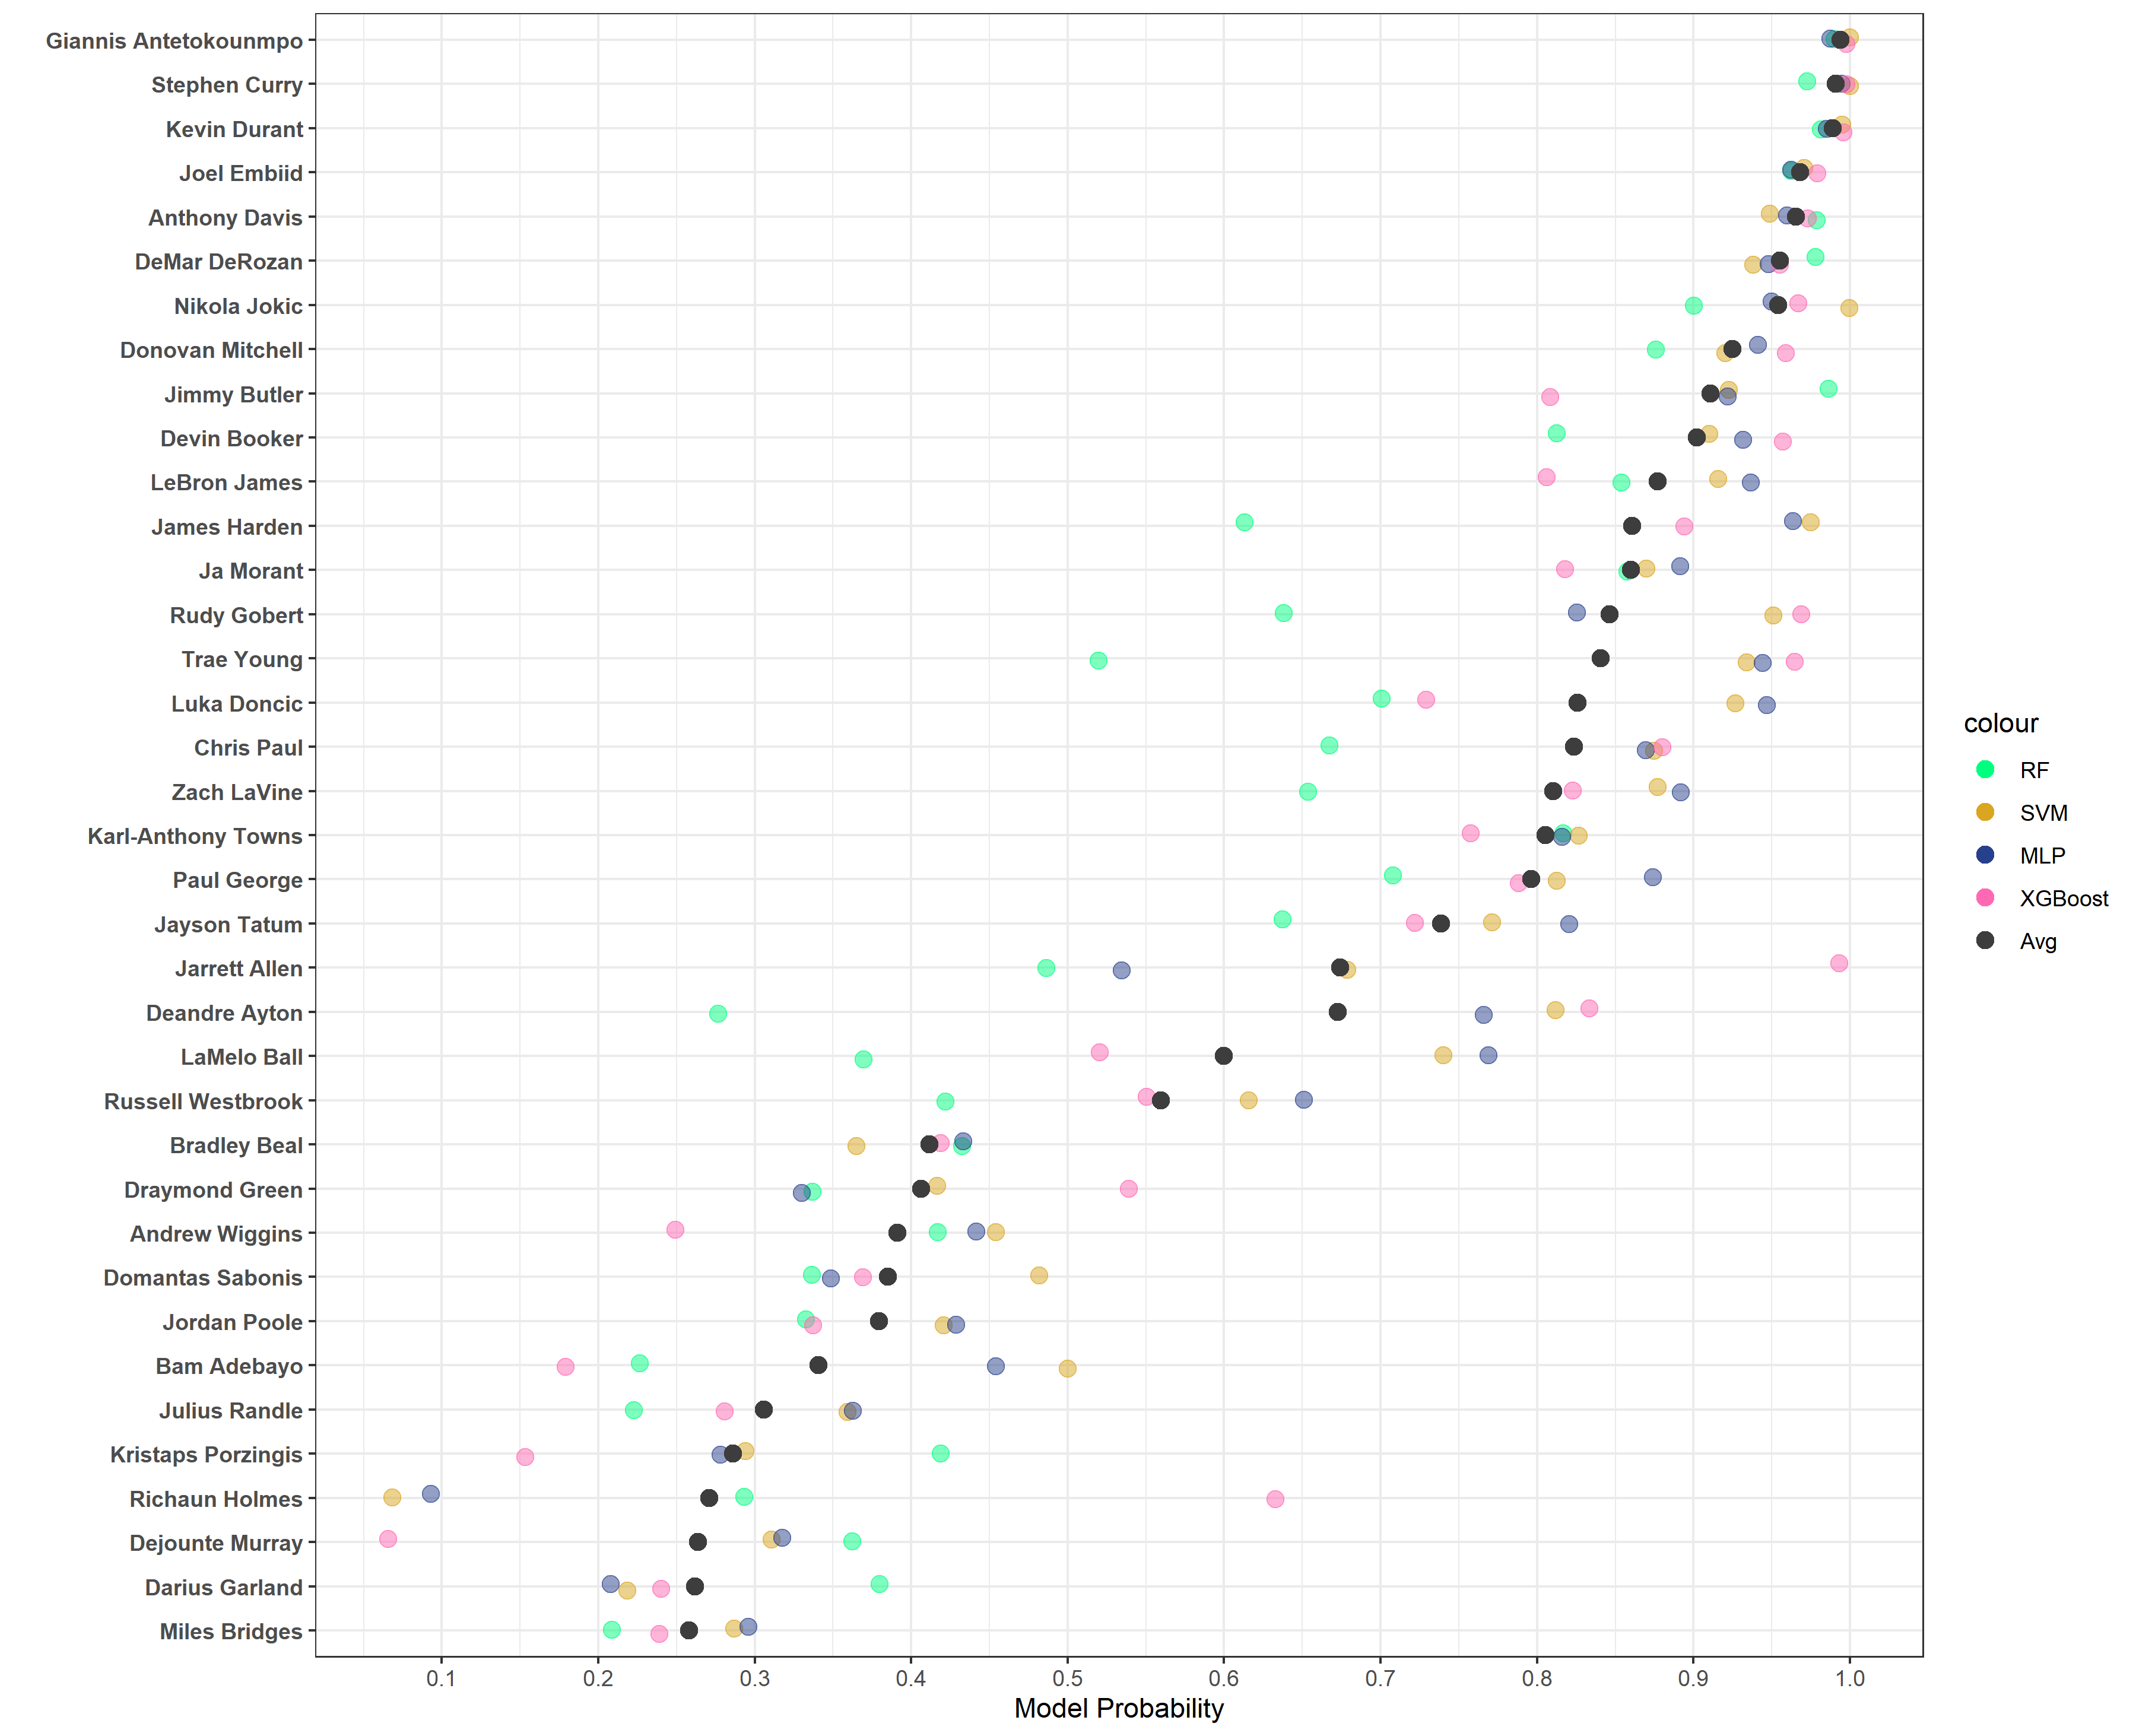 Giannis Antetokounmpo
Stephen Curry
Kevin Durant
Joel Embiid
Anthony Davis
DeMar DeRozan
Nikola Jokic
Donovan Mitchell
Jimmy Butler
Devin Booker
LeBron James
James Harden
Ja Morant
Rudy Gobert
Trae Young
Luka Doncic
Chris Paul
Zach LaVine
Karl-Anthony Towns
Paul George
Jayson Tatum
Jarrett Allen
Deandre Ayton
LaMelo Ball
Russell Westbrook
Bradley Beal
Draymond Green
Andrew Wiggins
Domantas Sabonis
Jordan Poole
Bam Adebayo
Julius Randle
Kristaps Porzingis
Richaun Holmes
Dejounte Murray
Darius Garland
Miles Bridges
0.1 0.2 0.3 0.4 0.5 0.6 0.7 0.8 0.9 1.0
Model Probability
colour
RF
SVM
MLP
XGBoost
Avg